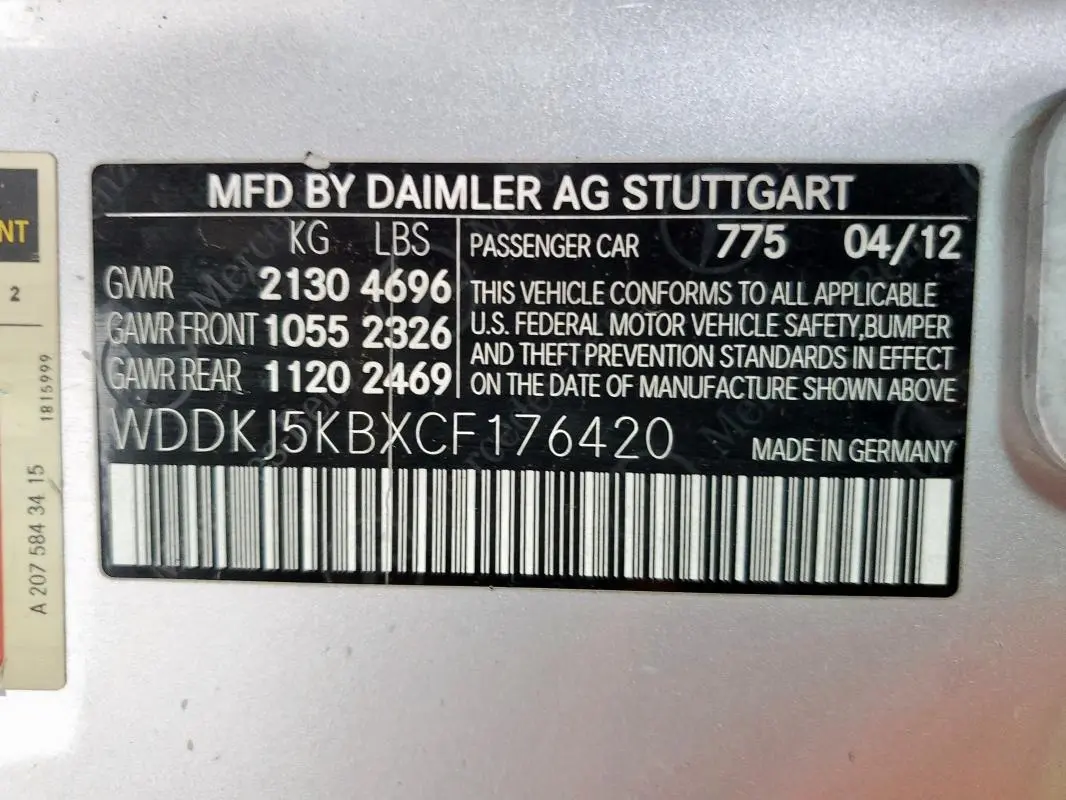 MFD BY DAIMLER AG STUTTGART
KG LBS
GVWR 2130 4696
GAWR FRONT 1055 2326
GAWR REAR 1120 2469
PASSENGER CAR 775 04/12
THIS VEHICLE CONFORMS TO ALL APPLICABLE
U.S. FEDERAL MOTOR VEHICLE SAFETY,BUMPER
AND THEFT PREVENTION STANDARDS IN EFFECT
ON THE DATE OF MANUFACTURE SHOWN ABOVE
WDDKJ5KBXCF176420
MADE IN GERMANY
NT
2
1815999
A 207 584 34 15